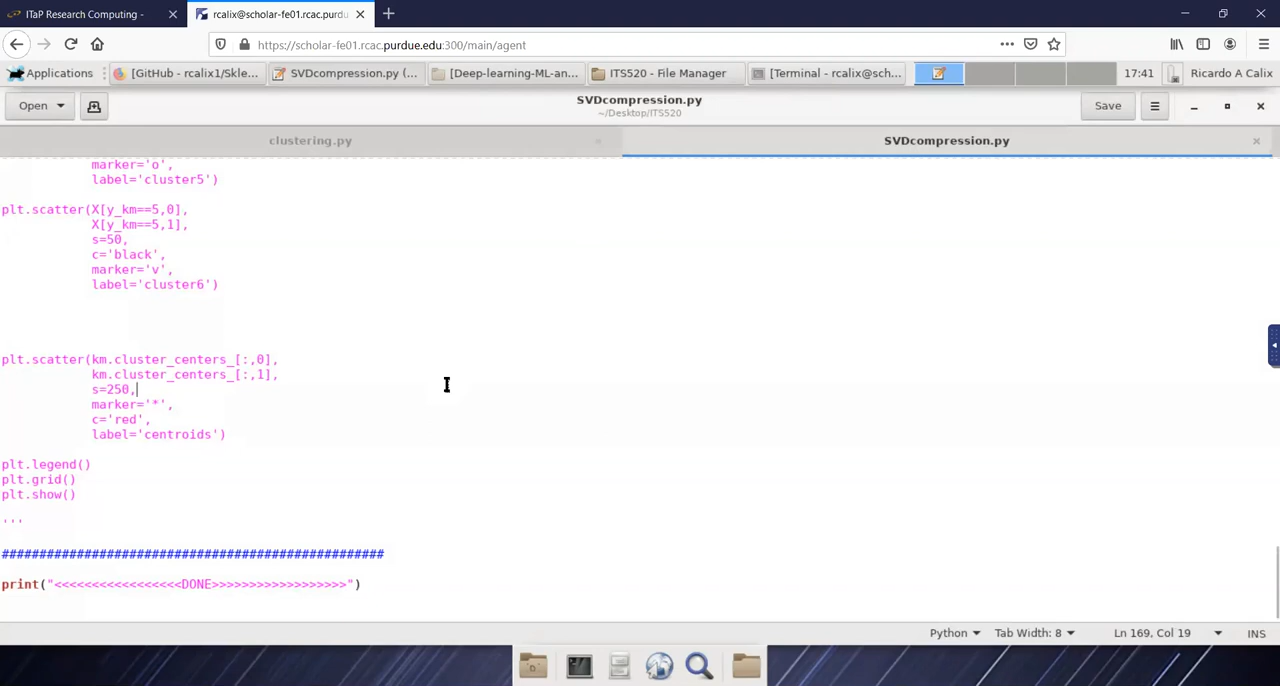 ITaP Research Computing -
rcalix@scholar-fe01.rcac.purdu
https://scholar-fe01.rcac.purdue.edu:300/main/agent
Applications
[GitHub - rcalix1/Skle...
SVDcompression.py (...
[Deep-learning-ML-an...
ITS520 - File Manager
[Terminal - rcalix@sch...
17:41
Ricardo A Calix
Open
SVDcompression.py
~/Desktop/ITS520
Save
clustering.py
SVDcompression.py
marker='o',
label='cluster5')
plt.scatter(X[y_km==5,0],
X[y_km==5,1],
s=50,
c='black',
marker='v',
label='cluster6')
plt.scatter(km.cluster_centers_[:,0],
km.cluster_centers_[:,1],
s=250,
marker='*',
c='red',
label='centroids')
plt.legend()
plt.grid()
plt.show()
'''
###################################################
print("<<<<<<<<<<<<<<<<<DONE>>>>>>>>>>>>>>>>>>")
Python
Tab Width: 8
Ln 169, Col 19
INS